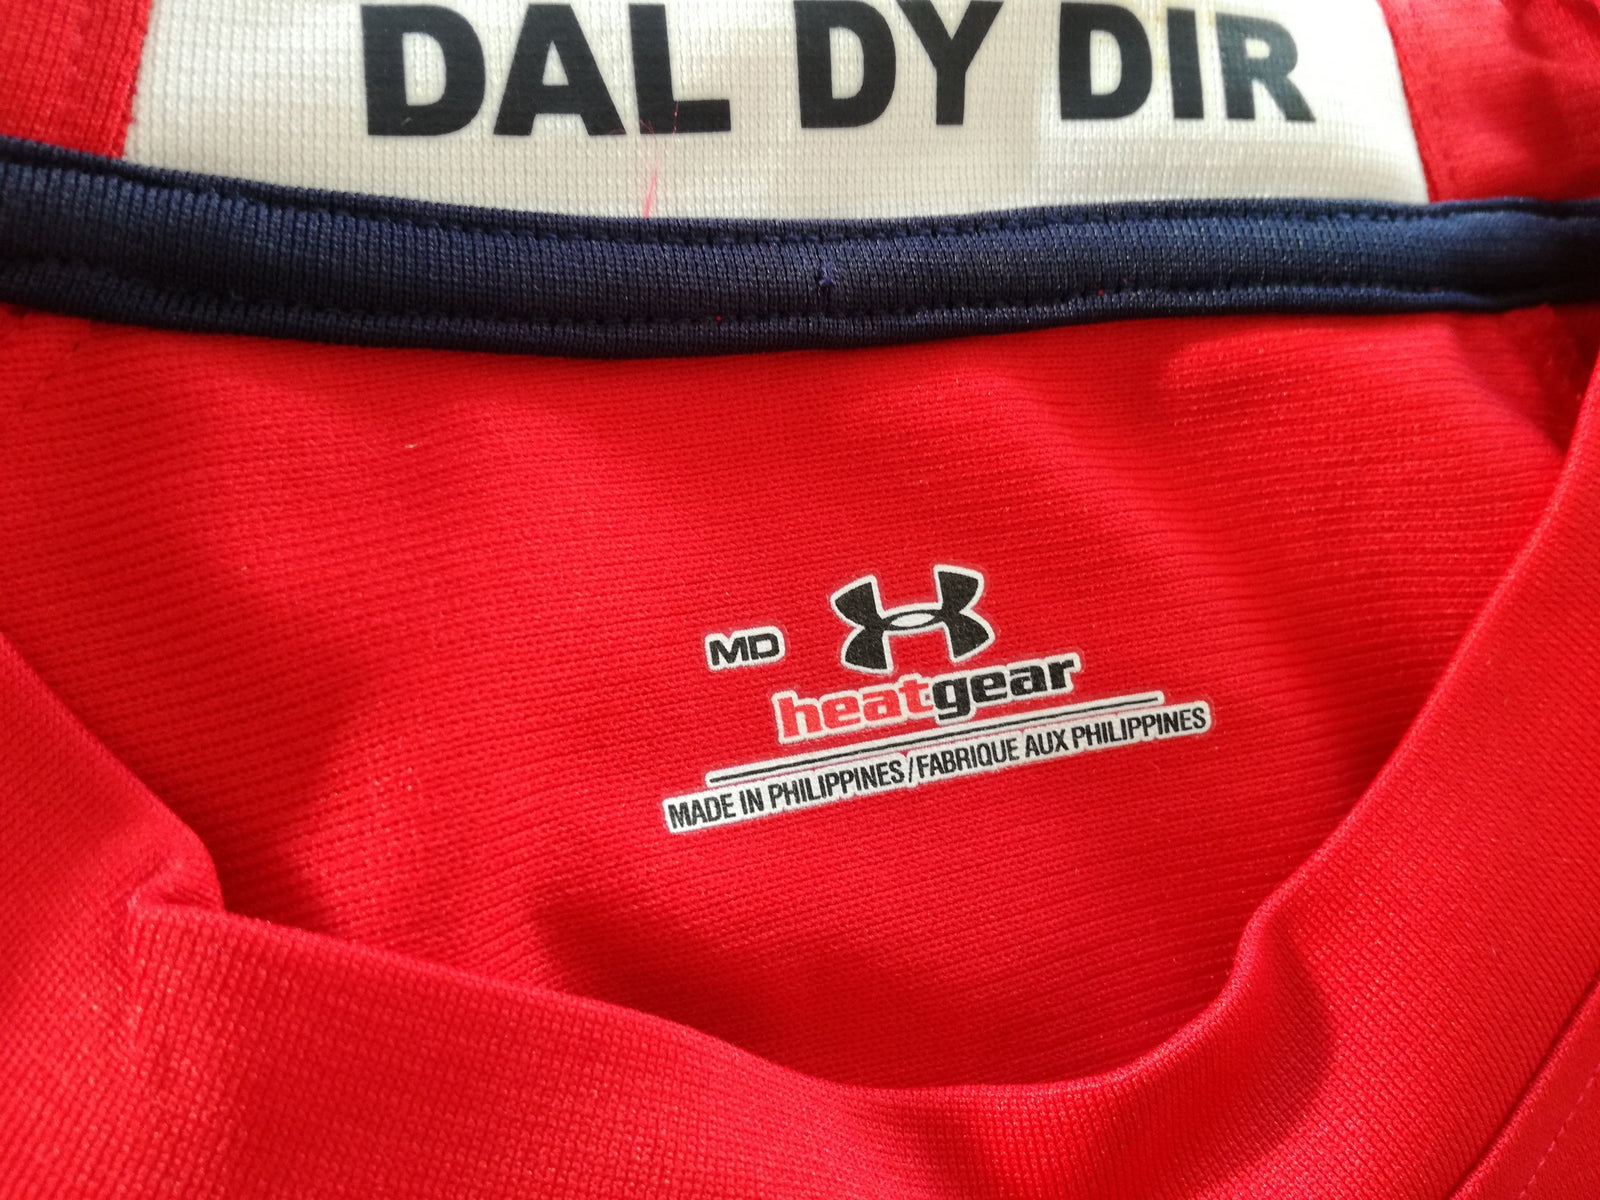 DAL DY DIR
MD
heatgear
MADE IN PHILIPPINES/FABRIQUE AUX PHILIPPINES